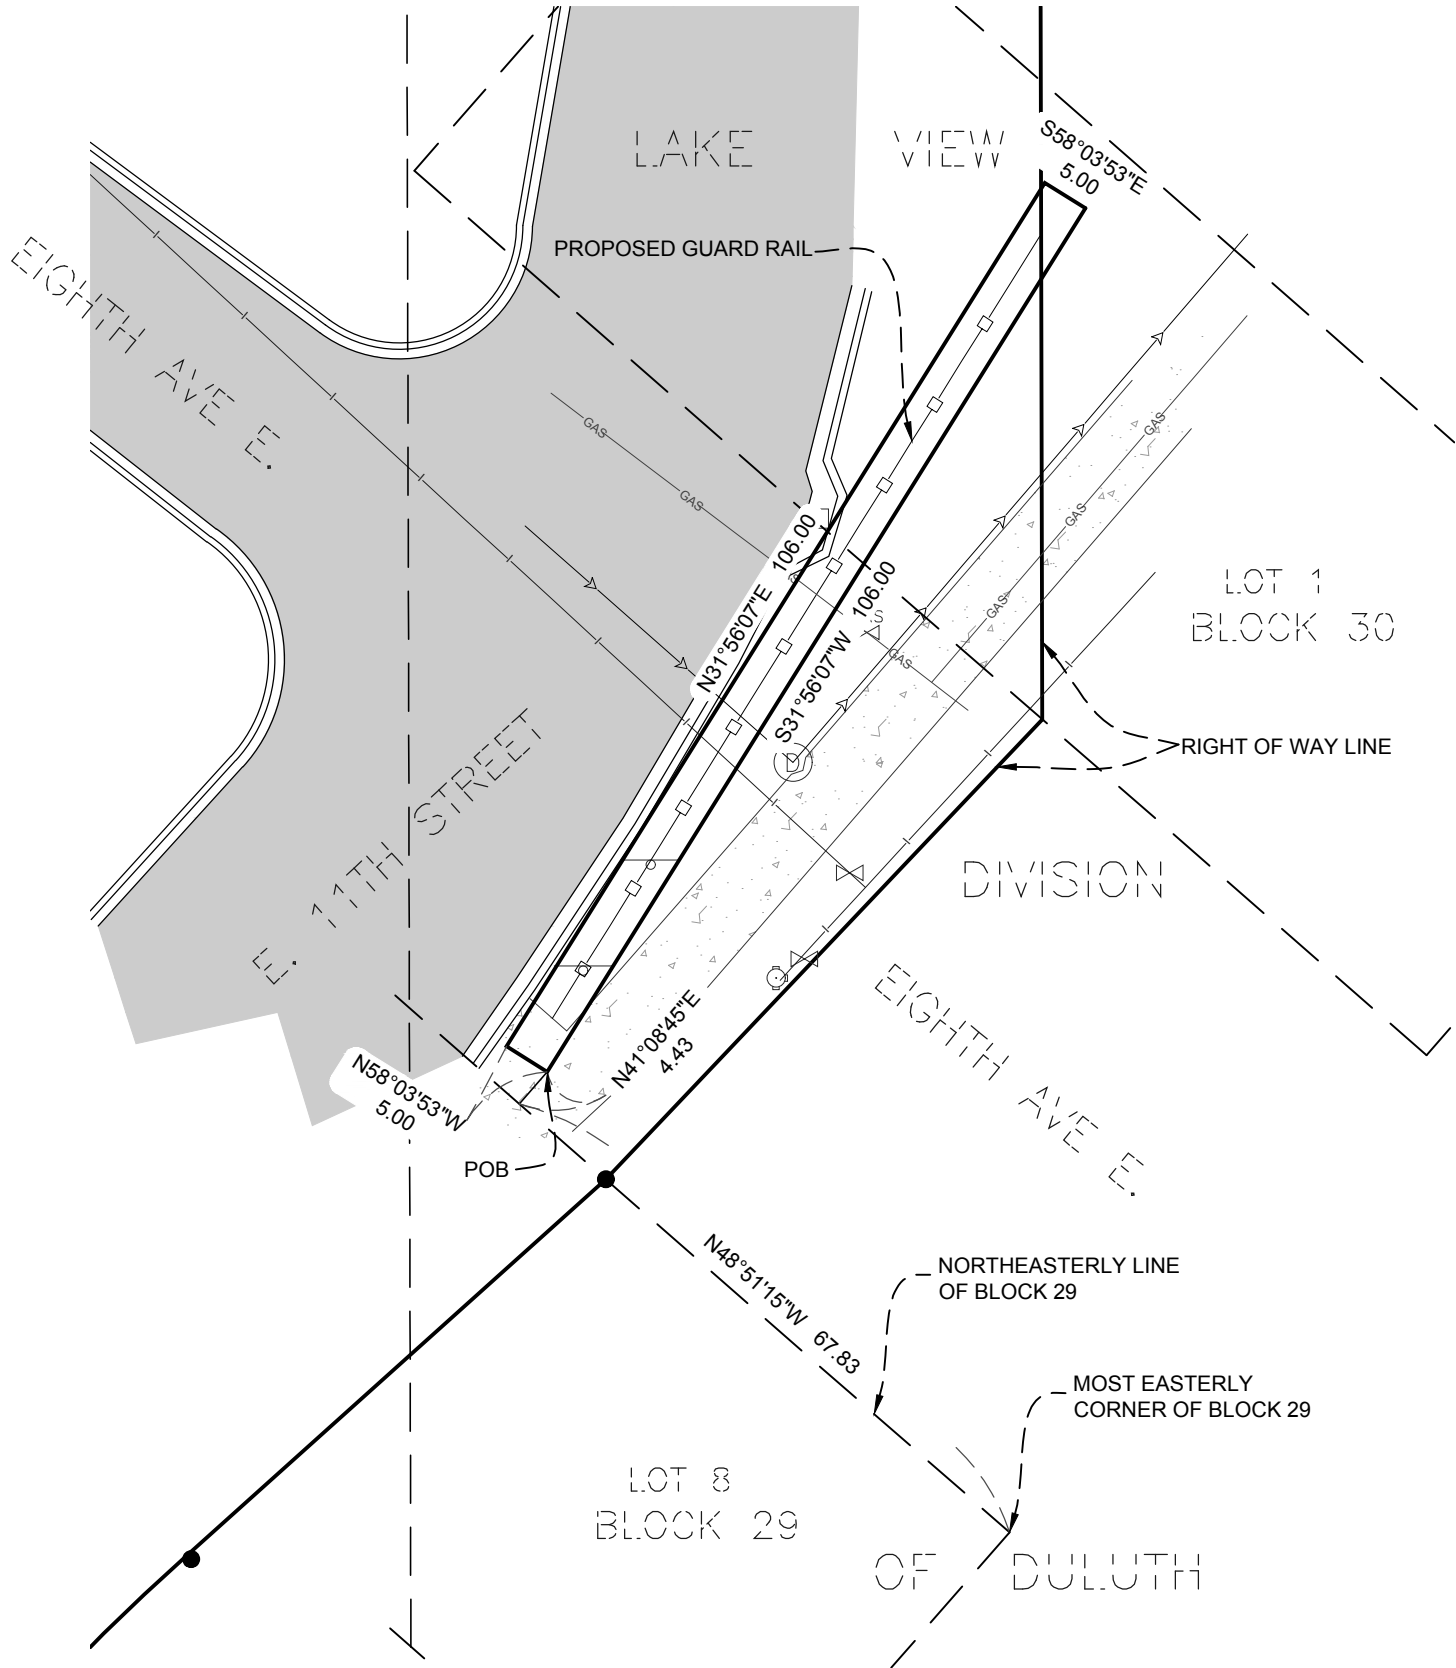 LAKE VIEW
S58°03'53"E
5.00
EIGHTH AVE E.
PROPOSED GUARD RAIL
GAS
GAS
GAS
GAS
GAS
GAS
N31°56'07"E 106.00
S31°56'07"W 106.00
S
D
LOT 1
BLOCK 30
RIGHT OF WAY LINE
E. 11TH STREET
DIVISION
EIGHTH AVE E.
N41°08'45"E
4.43
N58°03'53"W
5.00
POB
N48°51'15"W 67.83
NORTHEASTERLY LINE
OF BLOCK 29
MOST EASTERLY
CORNER OF BLOCK 29
LOT 8
BLOCK 29
OF DULUTH